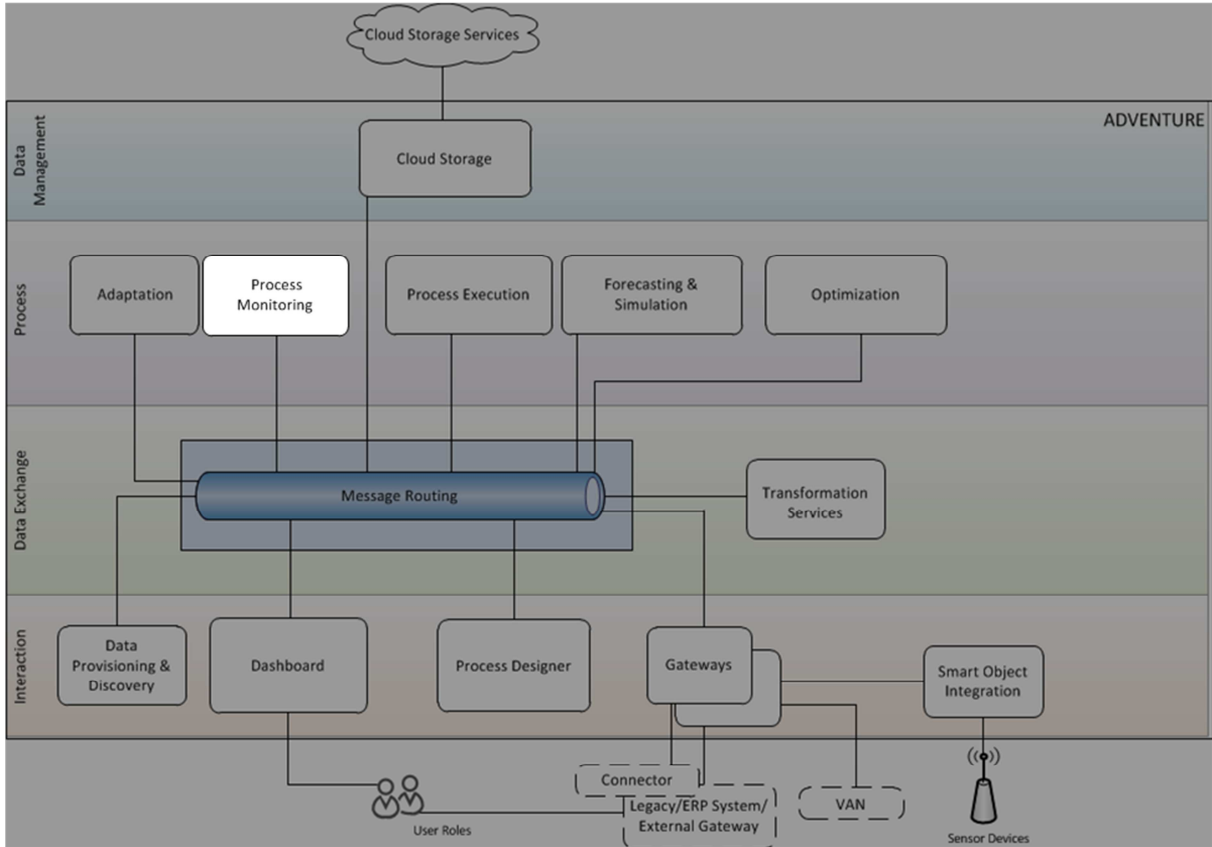 Cloud Storage Services
ADVENTURE
Data
Management
Cloud Storage
Process
Adaptation
Process
Monitoring
Process Execution
Forecasting &
Simulation
Optimization
Data Exchange
Message Routing
Transformation
Services
Interaction
Data
Provisioning &
Discovery
Dashboard
Process Designer
Gateways
Smart Object
Integration
Connector
Legacy/ERP System/
External Gateway
VAN
User Roles
Sensor Devices